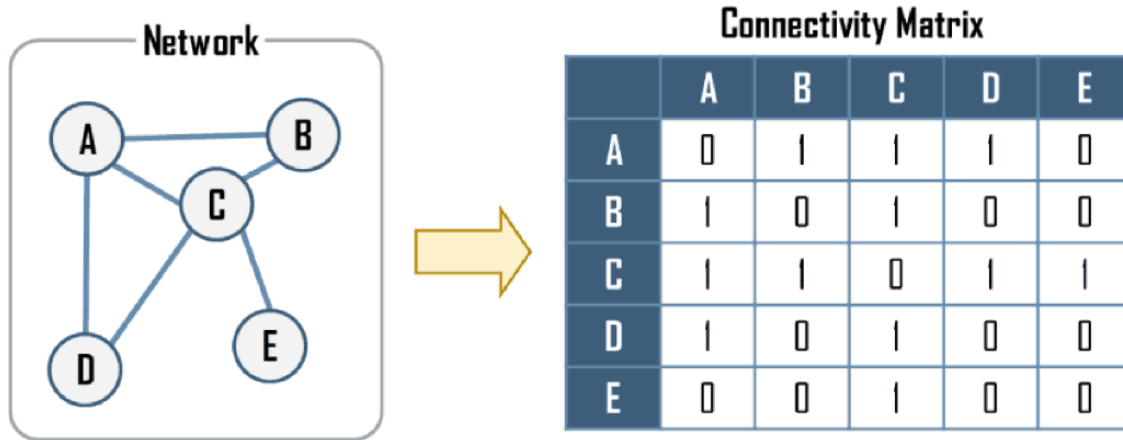 Network
A
B
C
D
E
Connectivity Matrix
A B C D E
A 0 1 1 1 0
B 1 0 1 0 0
C 1 1 0 1 1
D 1 0 1 0 0
E 0 0 1 0 0